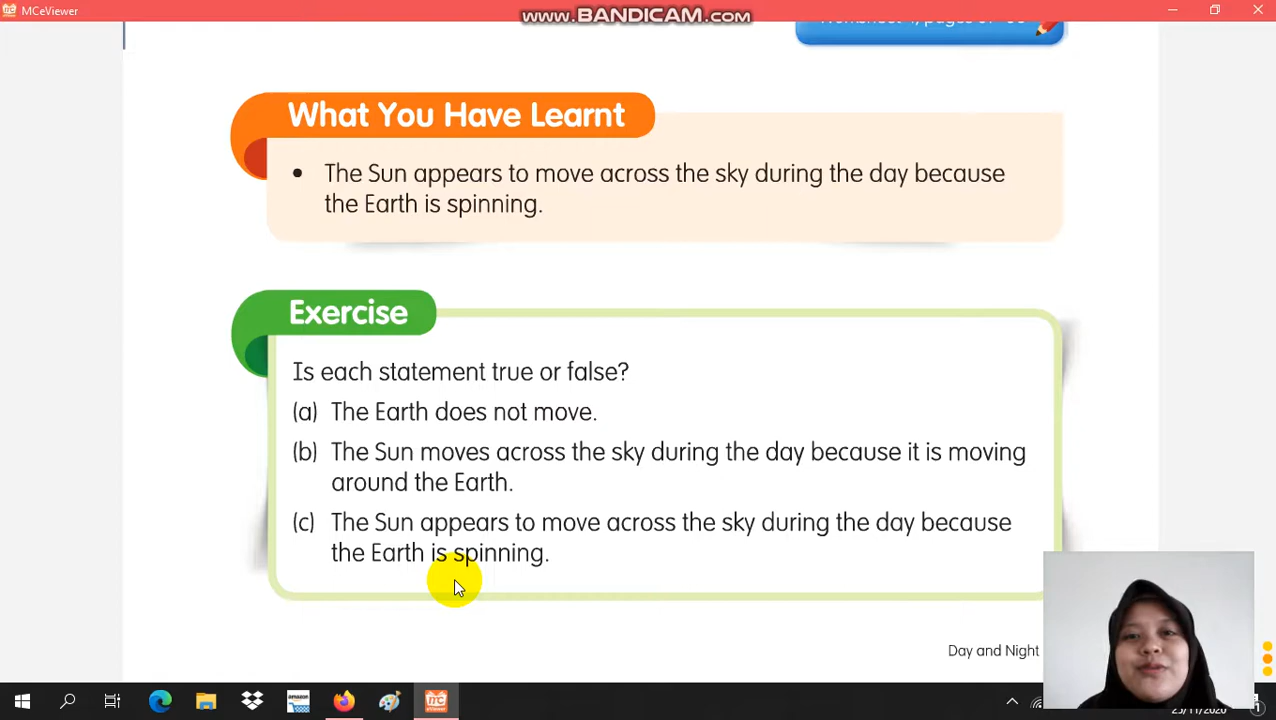 MCeViewer
www.BANDICAM.com
What You Have Learnt
• The Sun appears to move across the sky during the day because
the Earth is spinning.
Exercise
Is each statement true or false?
(a) The Earth does not move.
(b) The Sun moves across the sky during the day because it is moving
around the Earth.
(c) The Sun appears to move across the sky during the day because
the Earth is spinning.
Day and Night
amazon